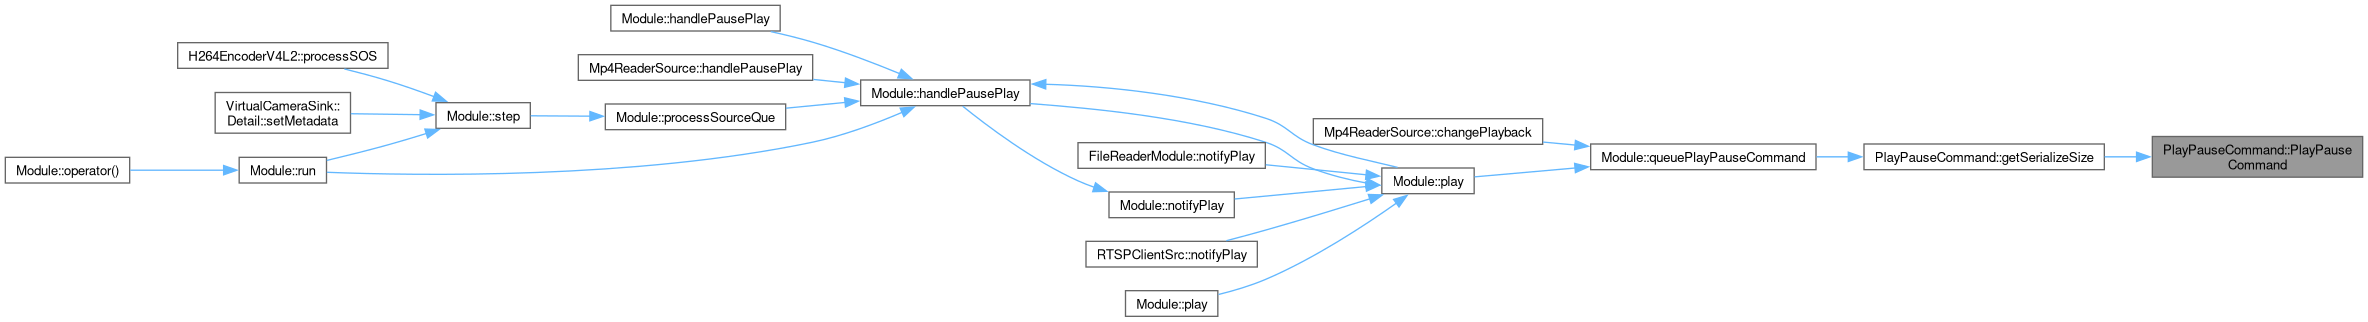 Module::handlePausePlay
H264EncoderV4L2::processSOS
Mp4ReaderSource::handlePausePlay
Module::handlePausePlay
VirtualCameraSink::
Detail::setMetadata
Module::step
Module::processSourceQue
Mp4ReaderSource::changePlayback
FileReaderModule::notifyPlay
Module::queuePlayPauseCommand
PlayPauseCommand::getSerializeSize
PlayPauseCommand::PlayPause
Command
Module::operator()
Module::run
Module::play
Module::notifyPlay
RTSPClientSrc::notifyPlay
Module::play